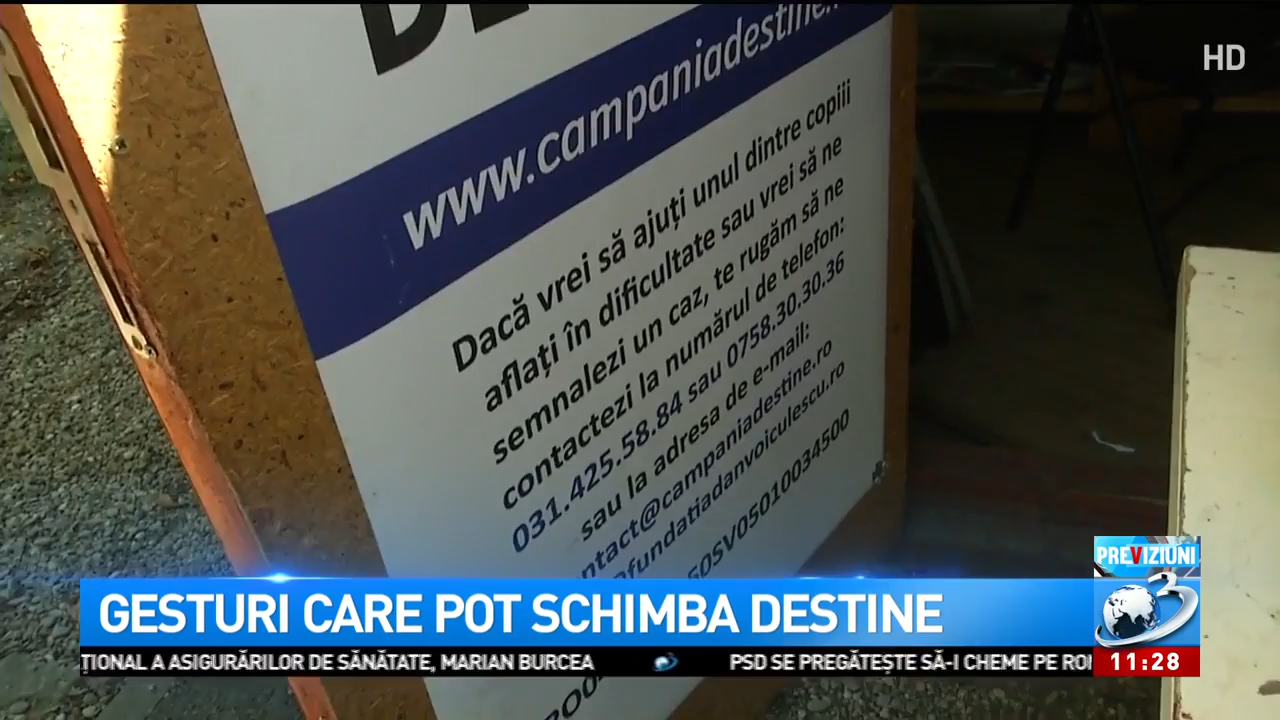 HD
www.campaniadestine.
Dacă vrei să ajuți unul dintre copiii
aflați în dificultate sau vrei să ne
semnalezi un caz, te rugăm să ne
contactezi la numărul de telefon:
031.425.58.84 sau 0758.30.30.36
sau la adresa de e-mail:
ntact@campaniadestine.ro
@fundatiadanvoiculescu.ro
50SV05010034500
PREVIZIUNI
3
GESTURI CARE POT SCHIMBA DESTINE
ȚIONAL A ASIGURĂRILOR DE SĂNĂTATE, MARIAN BURCEA PSD SE PREGĂTEȘTE SĂ-I CHEME PE ROM
11:28